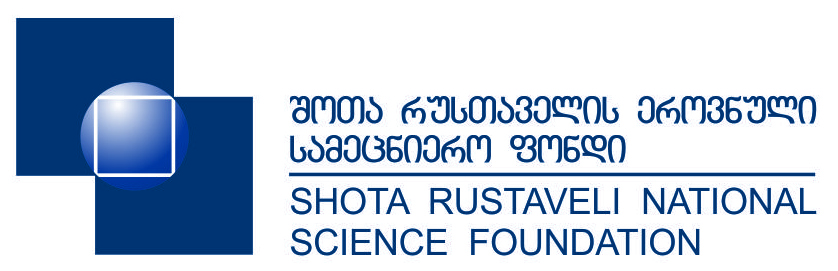 შოთა რუსთაველის ეროვნული
სამეცნიერო ფონდი
SHOTA RUSTAVELI NATIONAL
SCIENCE FOUNDATION